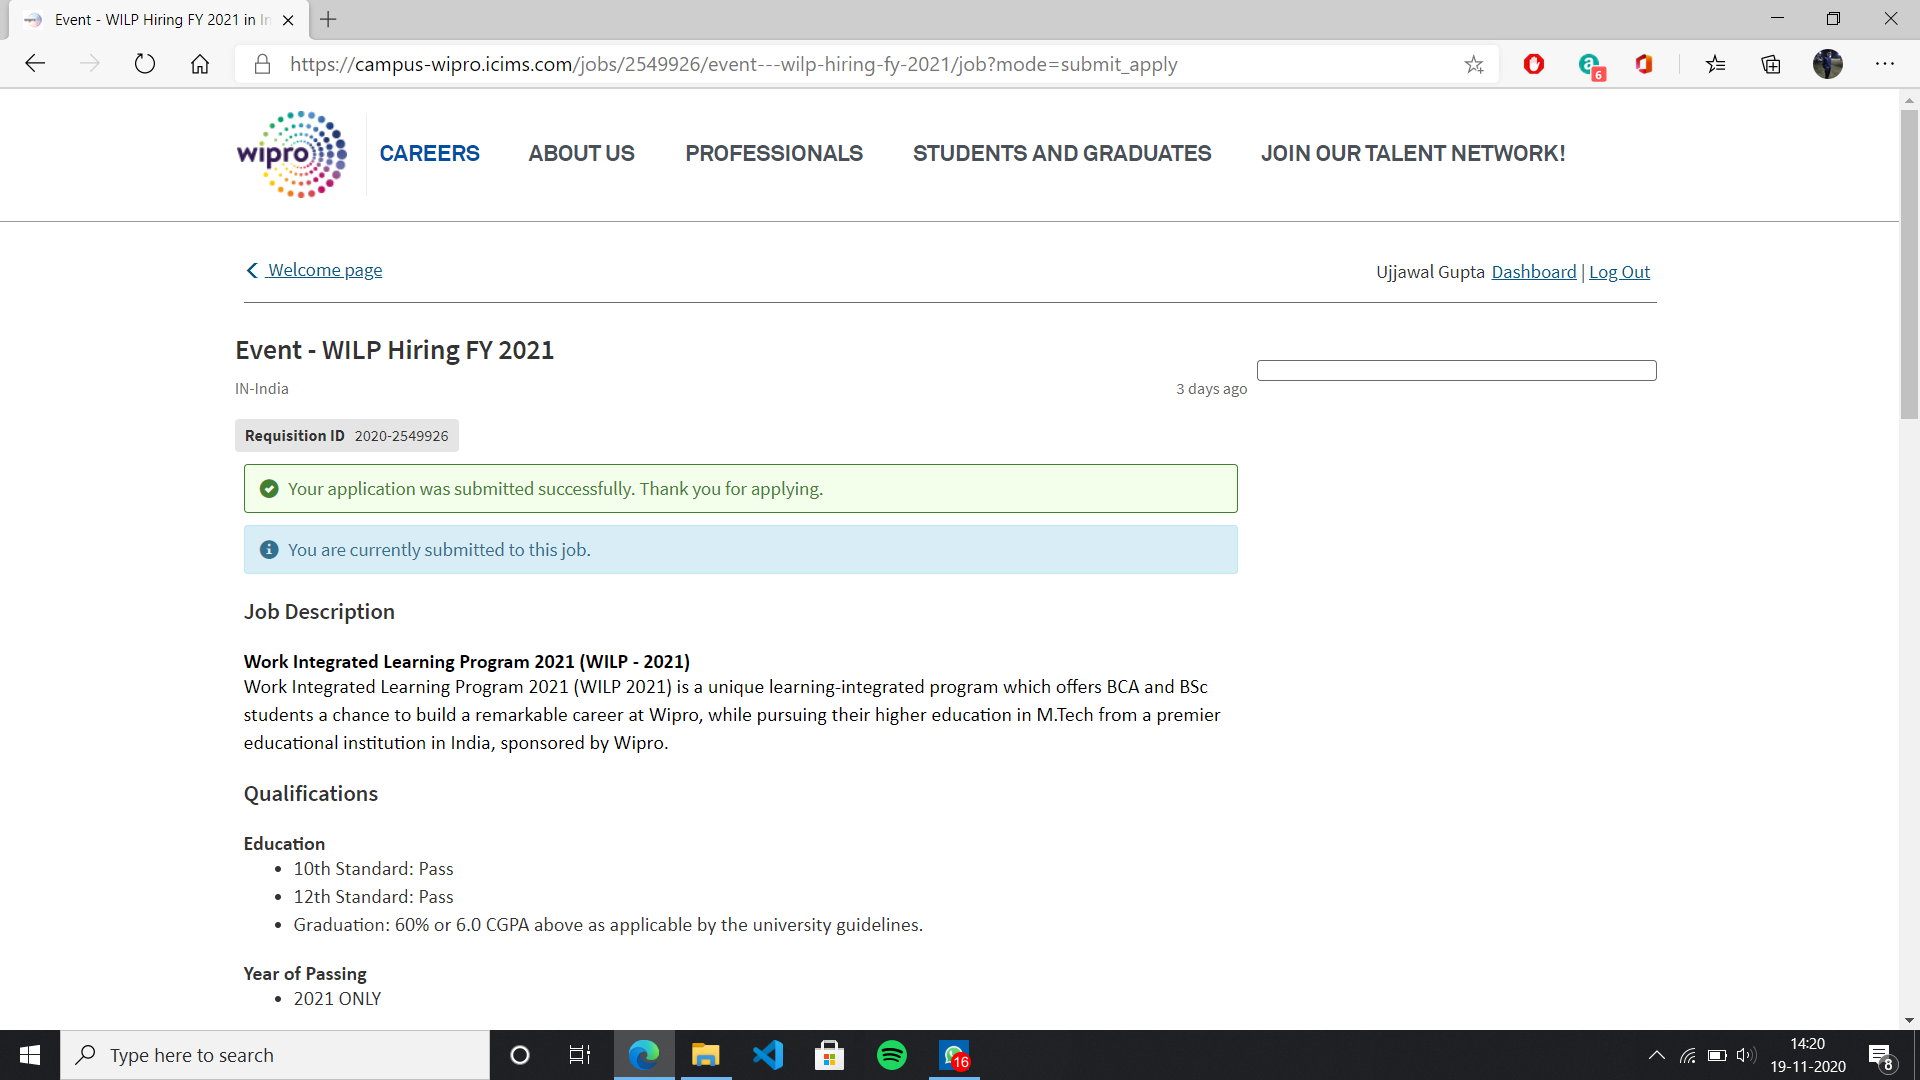 Event - WILP Hiring FY 2021 in In
https://campus-wipro.icims.com/jobs/2549926/event---wilp-hiring-fy-2021/job?mode=submit_apply
a
6
wipro
CAREERS ABOUT US PROFESSIONALS STUDENTS AND GRADUATES JOIN OUR TALENT NETWORK!
Welcome page
Ujjawal Gupta Dashboard | Log Out
Event - WILP Hiring FY 2021
IN-India 3 days ago
Requisition ID 2020-2549926
Your application was submitted successfully. Thank you for applying.
You are currently submitted to this job.
Job Description
Work Integrated Learning Program 2021 (WILP - 2021)
Work Integrated Learning Program 2021 (WILP 2021) is a unique learning-integrated program which offers BCA and BSc
students a chance to build a remarkable career at Wipro, while pursuing their higher education in M.Tech from a premier
educational institution in India, sponsored by Wipro.
Qualifications
Education
• 10th Standard: Pass
• 12th Standard: Pass
• Graduation: 60% or 6.0 CGPA above as applicable by the university guidelines.
Year of Passing
• 2021 ONLY
Type here to search
16
14:20
19-11-2020
8